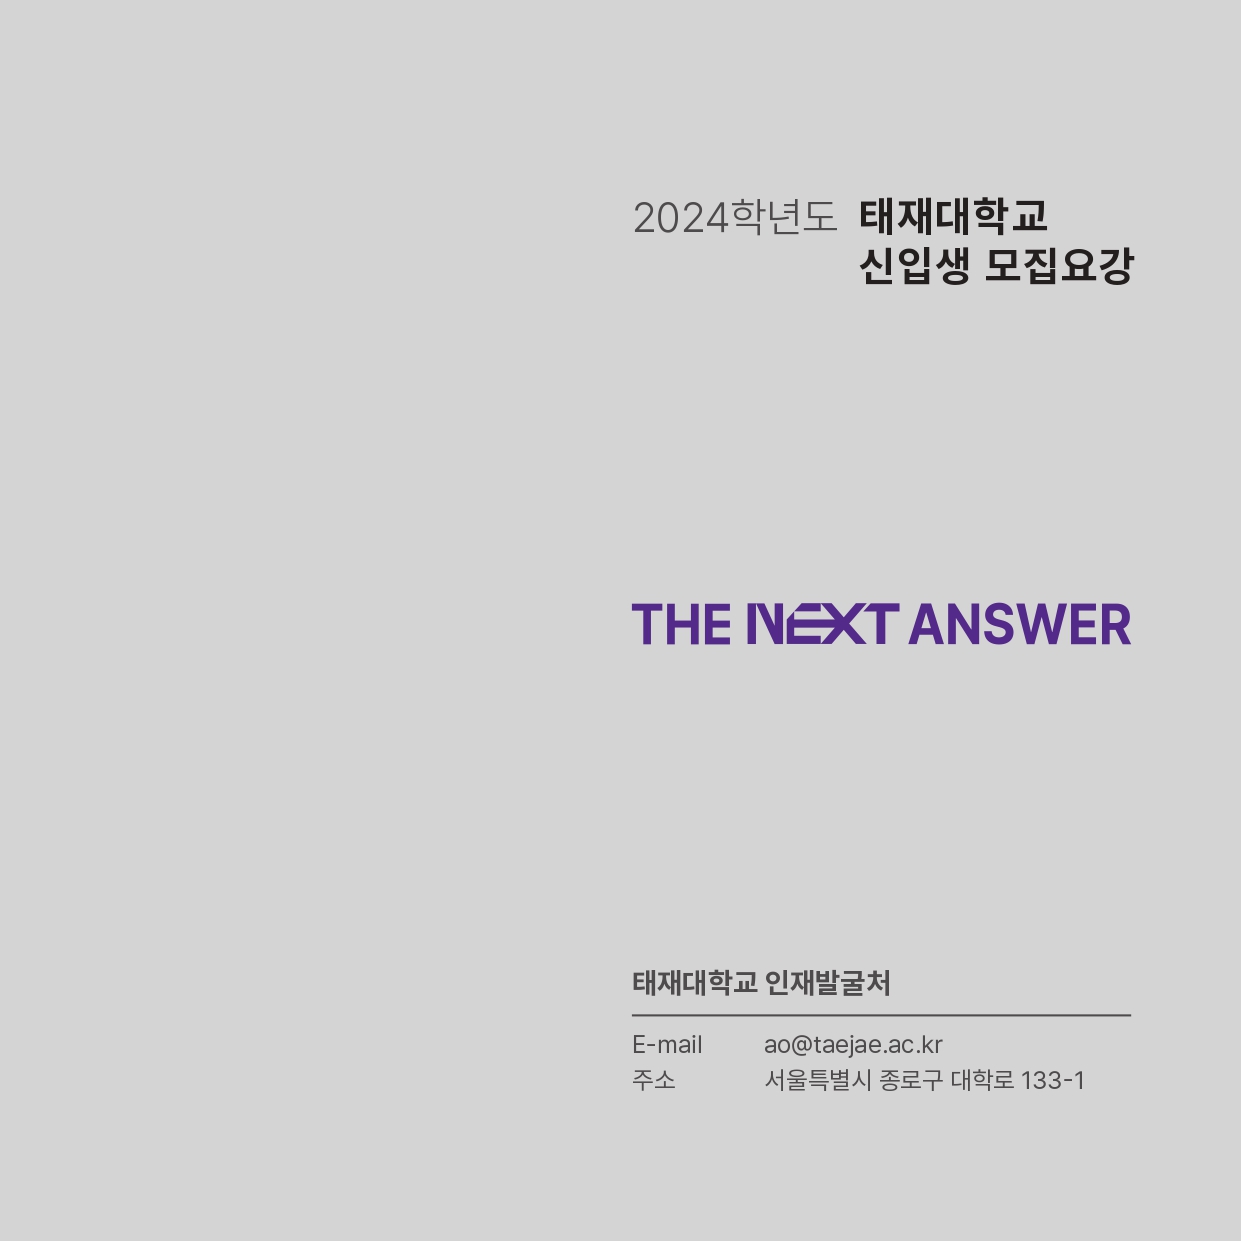 2024학년도 태재대학교
신입생 모집요강
THE NEXT ANSWER
태재대학교 인재발굴처
E-mail ao@taejae.ac.kr
주소 서울특별시 종로구 대학로 133-1